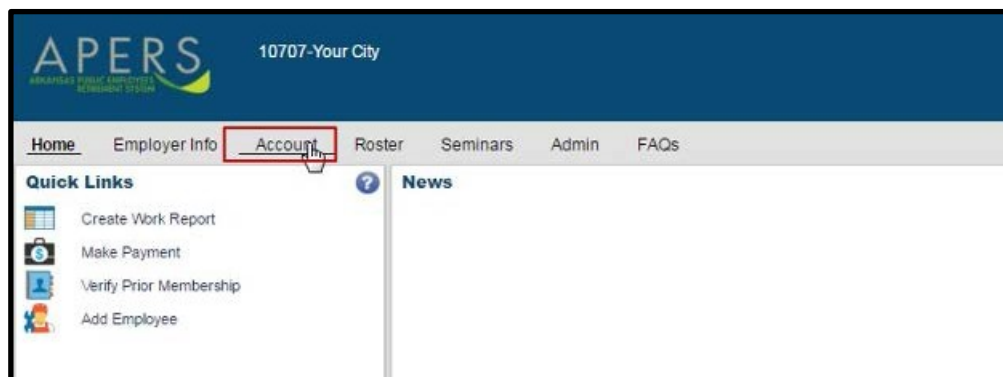 APERS
ARKANSAS PUBLIC EMPLOYEES
RETIREMENT SYSTEM
10707-Your City
Home Employer Info Account Roster Seminars Admin FAQs
Quick Links
Create Work Report
Make Payment
Verify Prior Membership
Add Employee
News